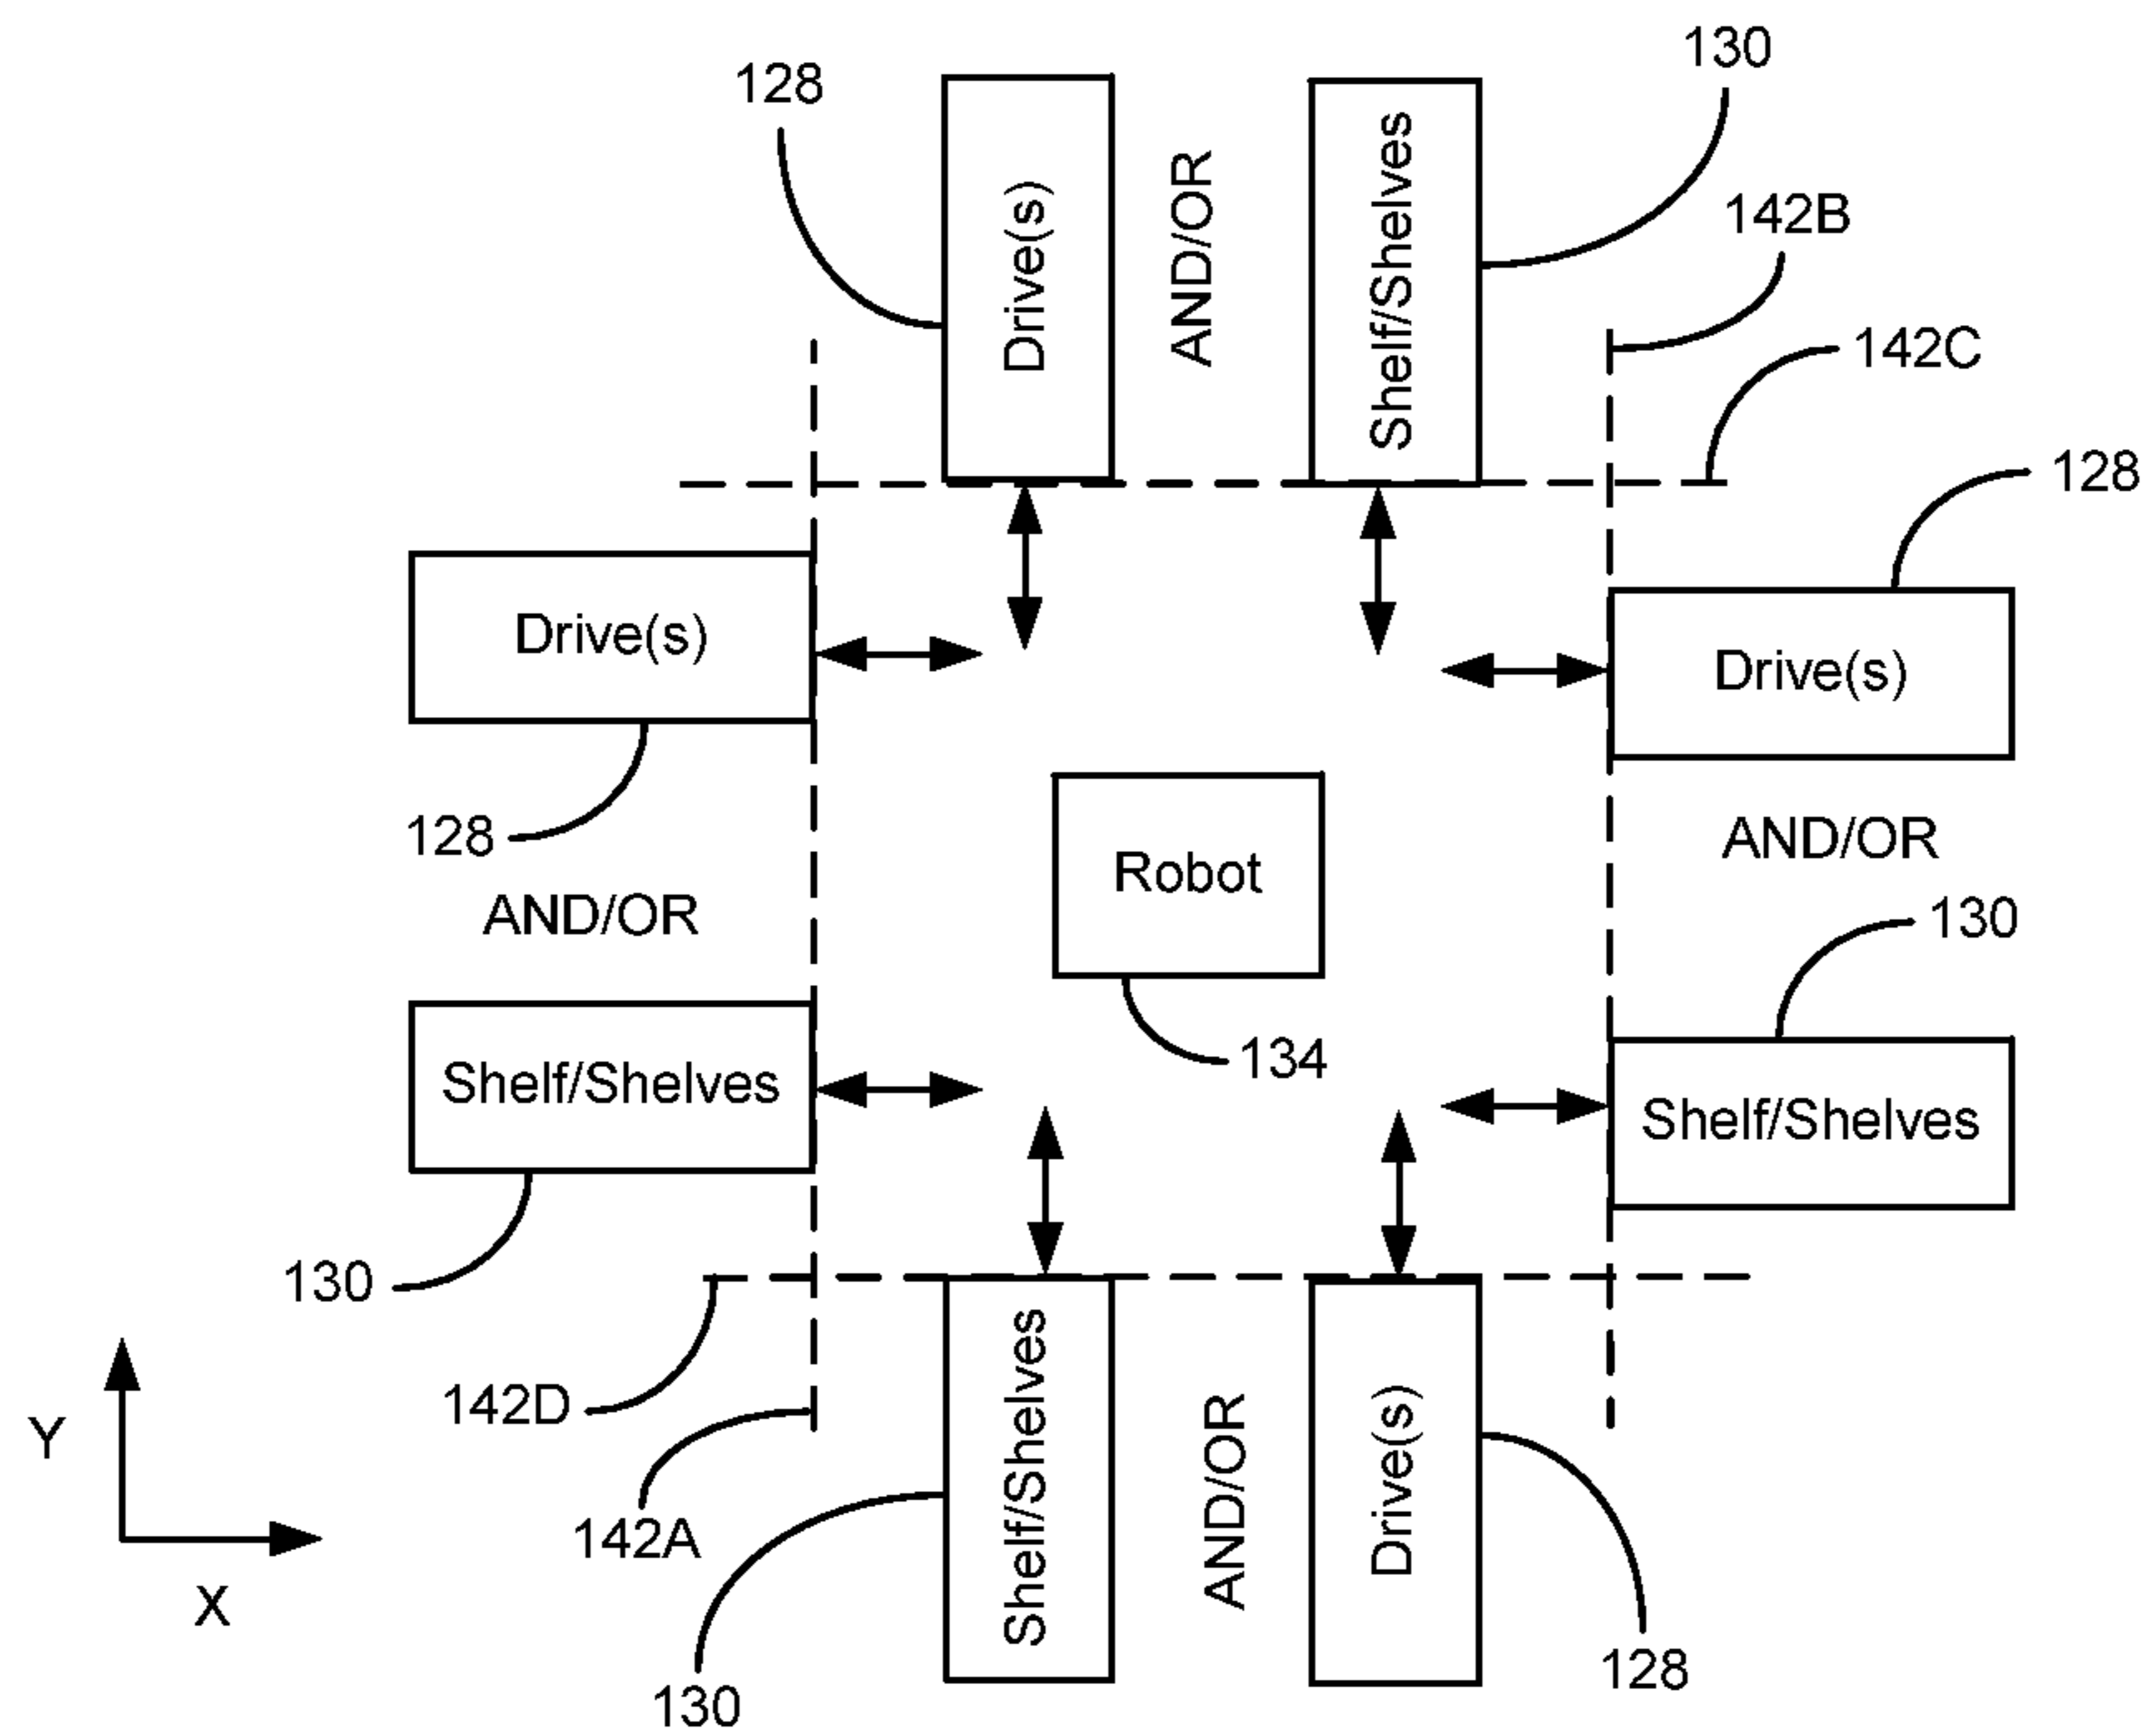 130
128
Drive(s)
AND/OR
Shelf/Shelves
142B
142C
128
Drive(s)
Drive(s)
128
AND/OR
Robot
AND/OR
130
134
Shelf/Shelves
Shelf/Shelves
130
142D
142A
Y
X
Shelf/Shelves
AND/OR
Drive(s)
130
128